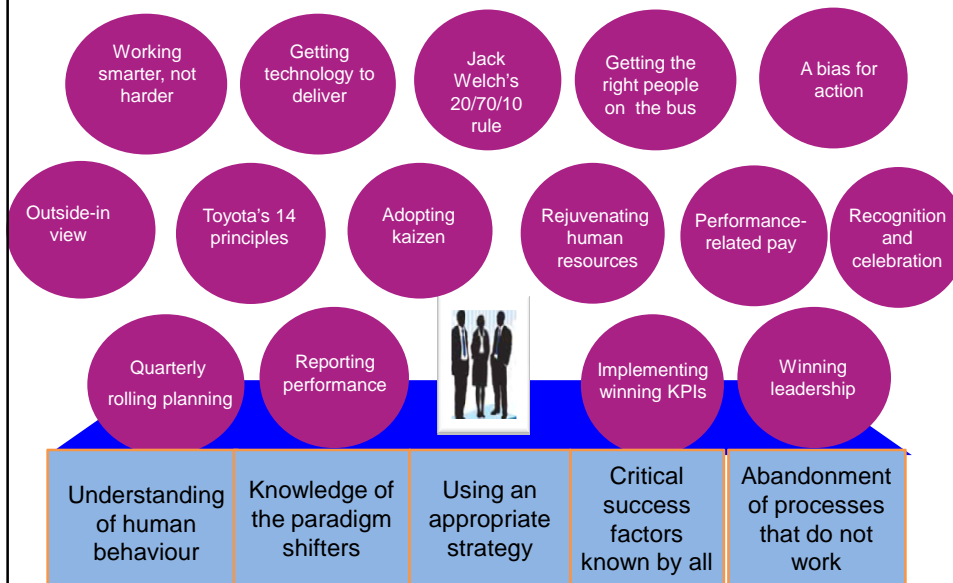 Working
smarter, not
harder
Getting
technology to
deliver
Jack
Welch's
20/70/10
rule
Getting the
right people
on the bus
A bias for
action
Outside-in
view
Toyota's 14
principles
Adopting
kaizen
Rejuvenating
human
resources
Performance-
related pay
Recognition
and
celebration
Quarterly
rolling planning
Reporting
performance
Implementing
winning KPIs
Winning
leadership
Understanding
of human
behaviour
Knowledge of
the paradigm
shifters
Using an
appropriate
strategy
Critical
success
factors
known by all
Abandonment
of processes
that do not
work